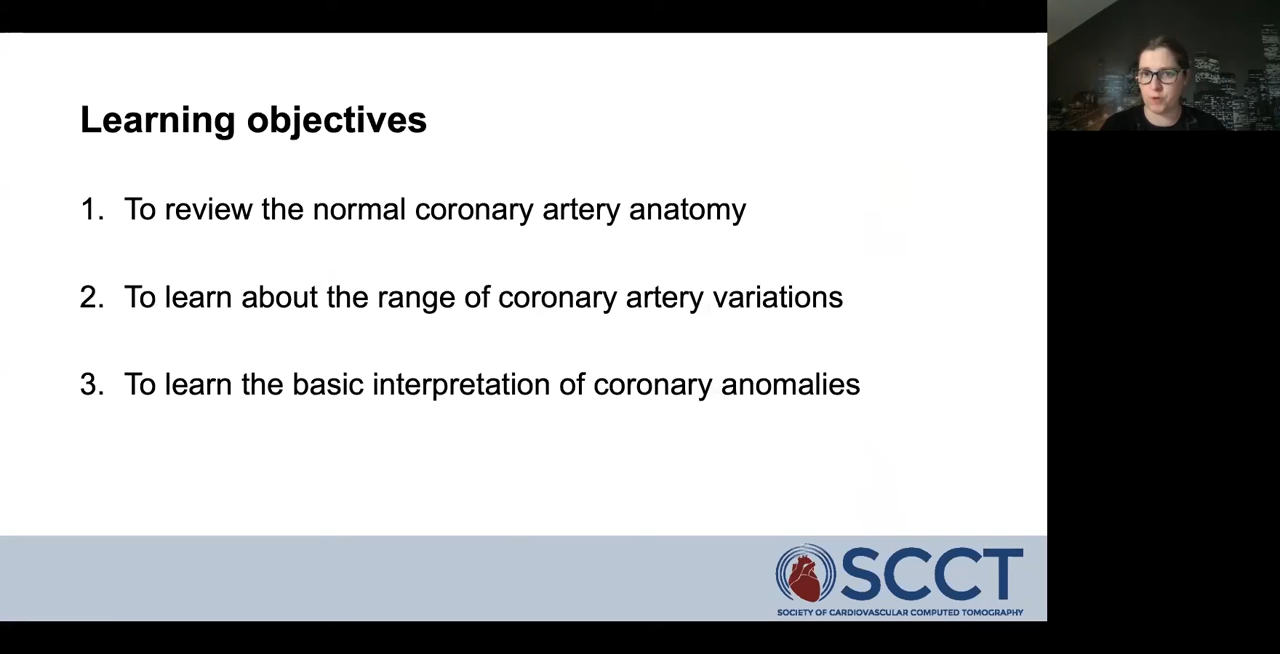 Learning objectives
1. To review the normal coronary artery anatomy
2. To learn about the range of coronary artery variations
3. To learn the basic interpretation of coronary anomalies
SCCT
SOCIETY OF CARDIOVASCULAR COMPUTED TOMOGRAPHY